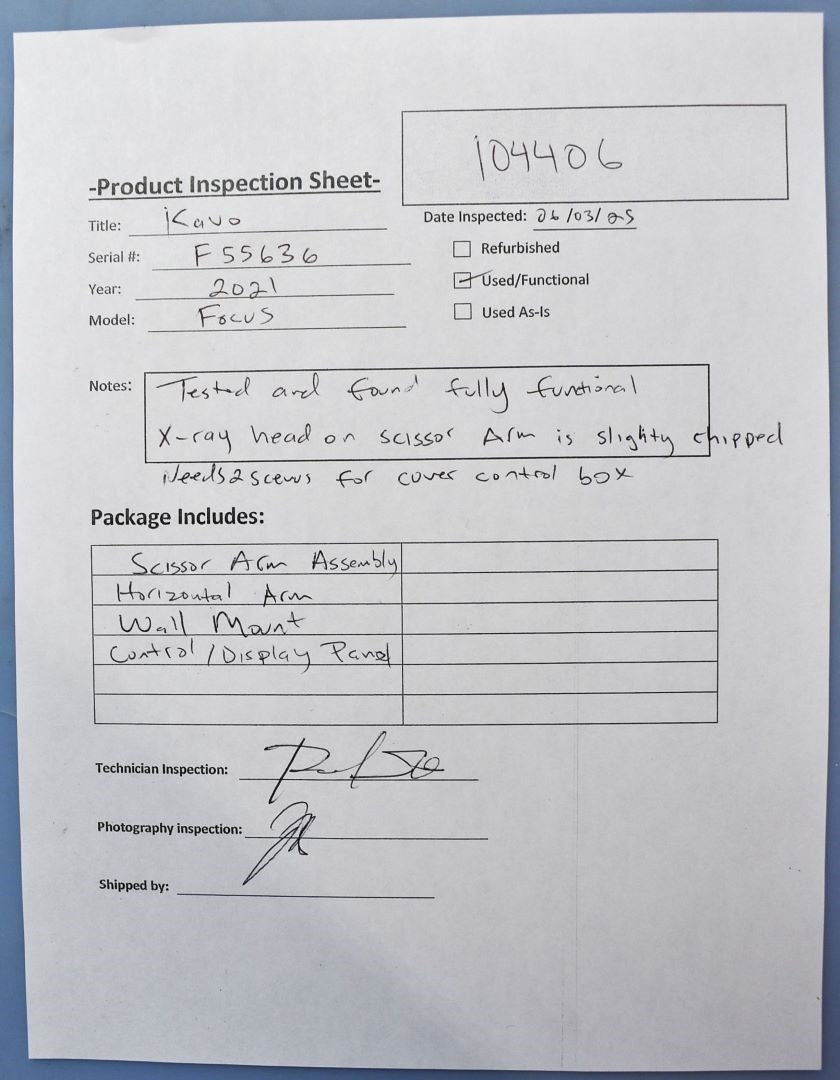 104406
-Product Inspection Sheet-
Title: Kavo
Date Inspected: 06/03/25
Serial #: F55636
Refurbished
Year: 2021
Used/Functional
Model: Focus
Used As-Is
Notes: Tested and found fully functional
X-ray head on scissor Arm is slighty chipped
Needs 2 scews for cover control box
Package Includes:
Scissor Arm Assembly
Horizontal Arm
Wall Mount
Control/Display Panel
Technician Inspection:
Photography inspection:
Shipped by: